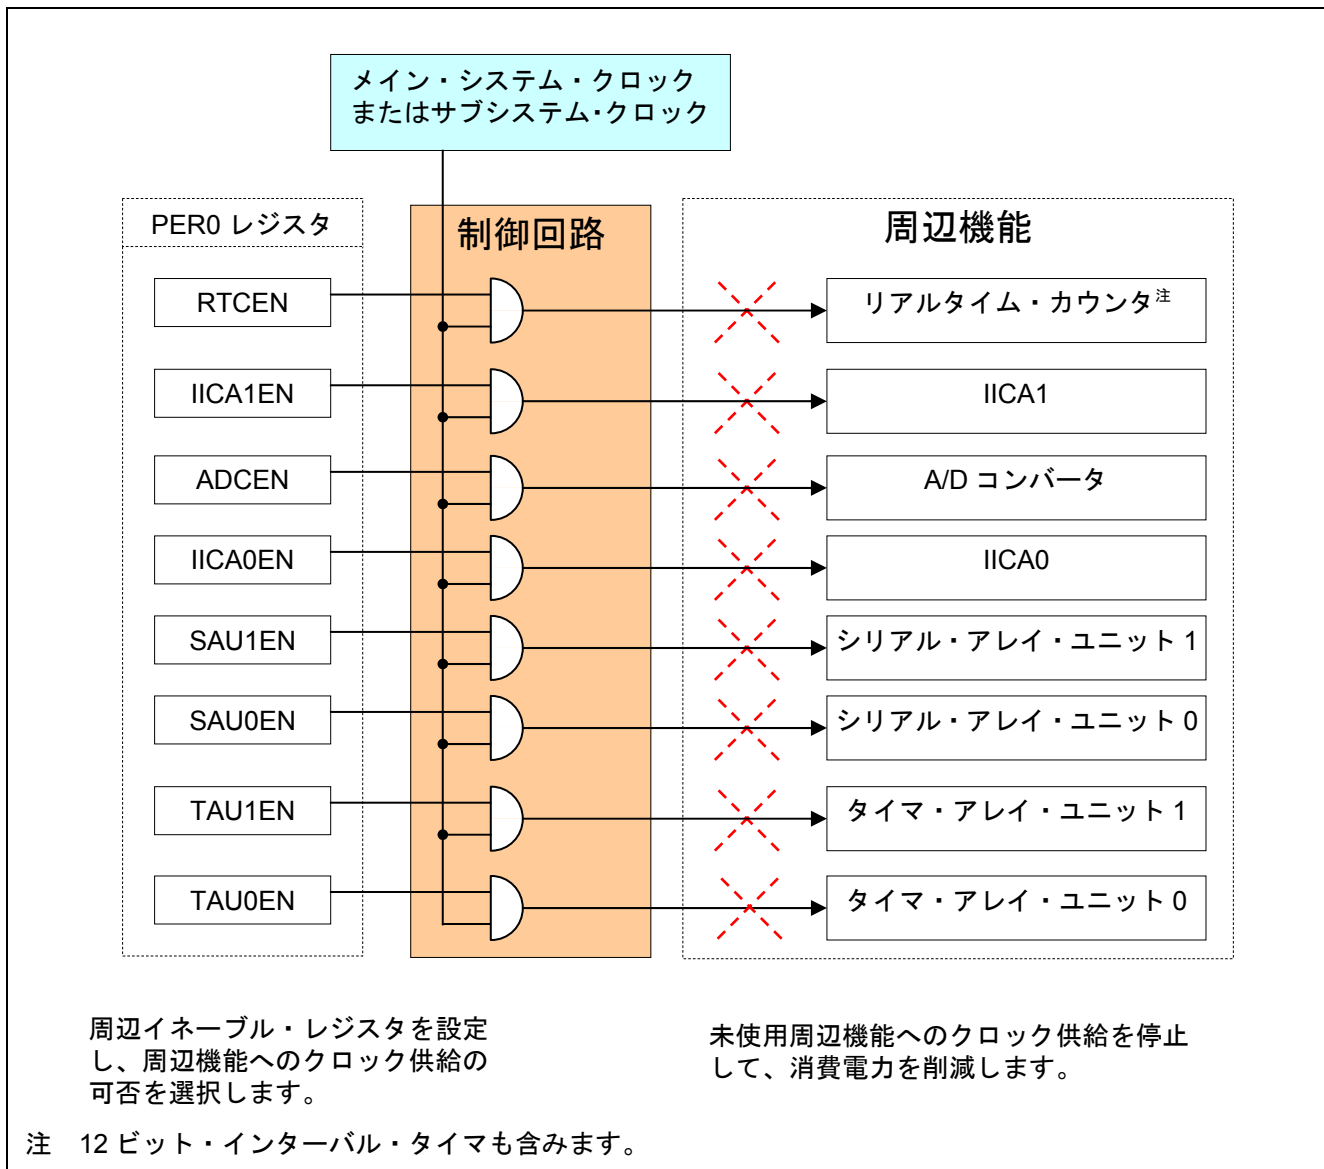 メイン・システム・クロック
またはサブシステム・クロック
PER0 レジスタ
制御回路
周辺機能
RTCEN
リアルタイム・カウンタ注
IICA1EN
IICA1
ADCEN
A/D コンバータ
IICA0EN
IICA0
SAU1EN
シリアル・アレイ・ユニット 1
SAU0EN
シリアル・アレイ・ユニット 0
TAU1EN
タイマ・アレイ・ユニット 1
TAU0EN
タイマ・アレイ・ユニット 0
周辺イネーブル・レジスタを設定
し、周辺機能へのクロック供給の
可否を選択します。
未使用周辺機能へのクロック供給を停止
して、消費電力を削減します。
注 12 ビット・インターバル・タイマも含みます。